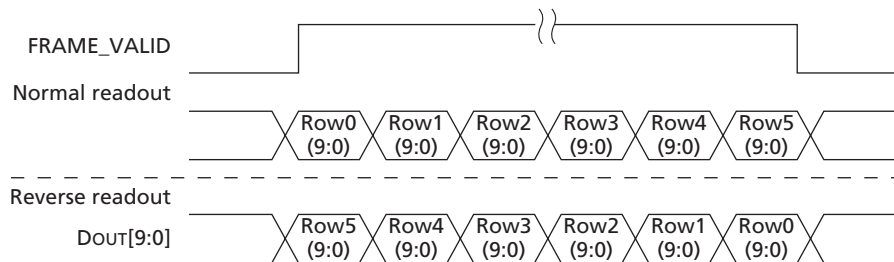 FRAME_VALID
Normal readout
Row0 Row1 Row2 Row3 Row4 Row5
(9:0) (9:0) (9:0) (9:0) (9:0) (9:0)
Reverse readout
DOUT[9:0]
Row5 Row4 Row3 Row2 Row1 Row0
(9:0) (9:0) (9:0) (9:0) (9:0) (9:0)